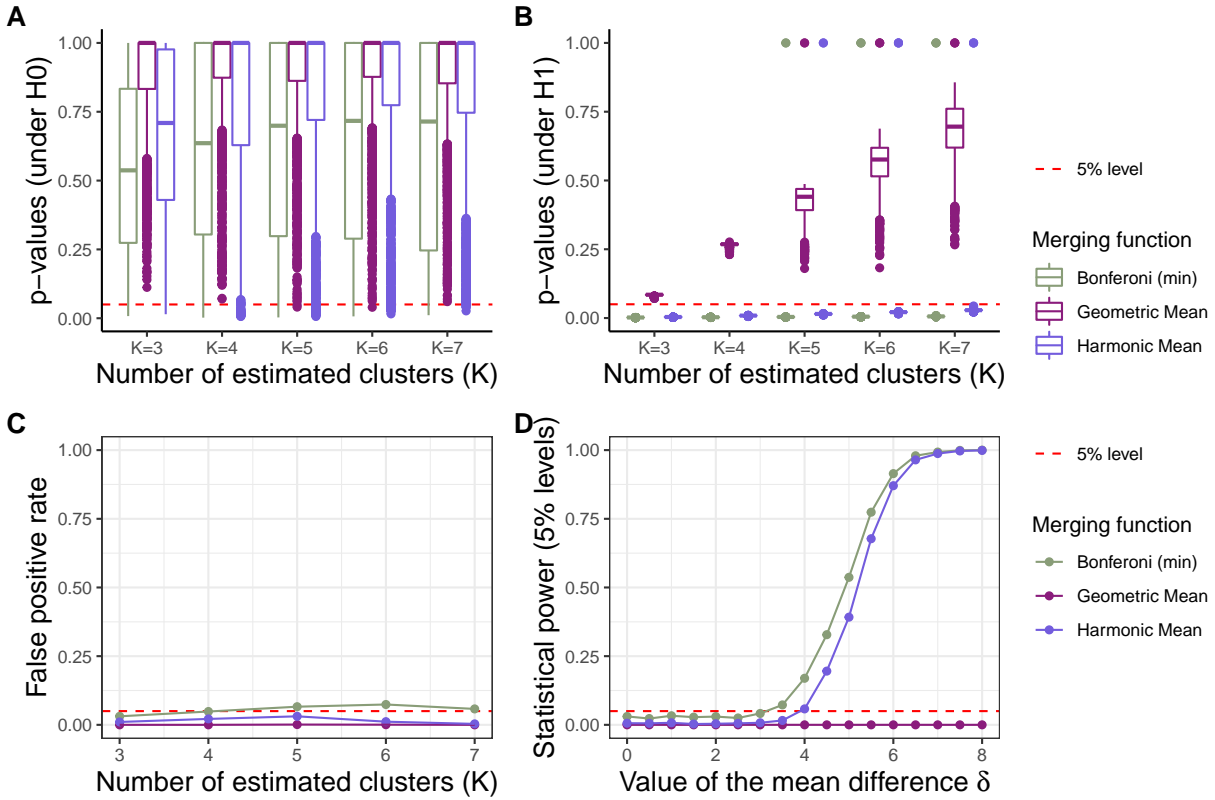 A
p−values (under H0)
1.00
0.75
0.50
0.25
0.00
K=3 K=4 K=5 K=6 K=7
Number of estimated clusters (K)
B
p−values (under H1)
1.00
0.75
0.50
0.25
0.00
K=3 K=4 K=5 K=6 K=7
Number of estimated clusters (K)
5% level
Merging function
Bonferoni (min)
Geometric Mean
Harmonic Mean
C
False positive rate
1.00
0.75
0.50
0.25
0.00
3 4 5 6 7
Number of estimated clusters (K)
D
Statistical power (5% levels)
1.00
0.75
0.50
0.25
0.00
0 2 4 6 8
Value of the mean difference δ
5% level
Merging function
Bonferoni (min)
Geometric Mean
Harmonic Mean